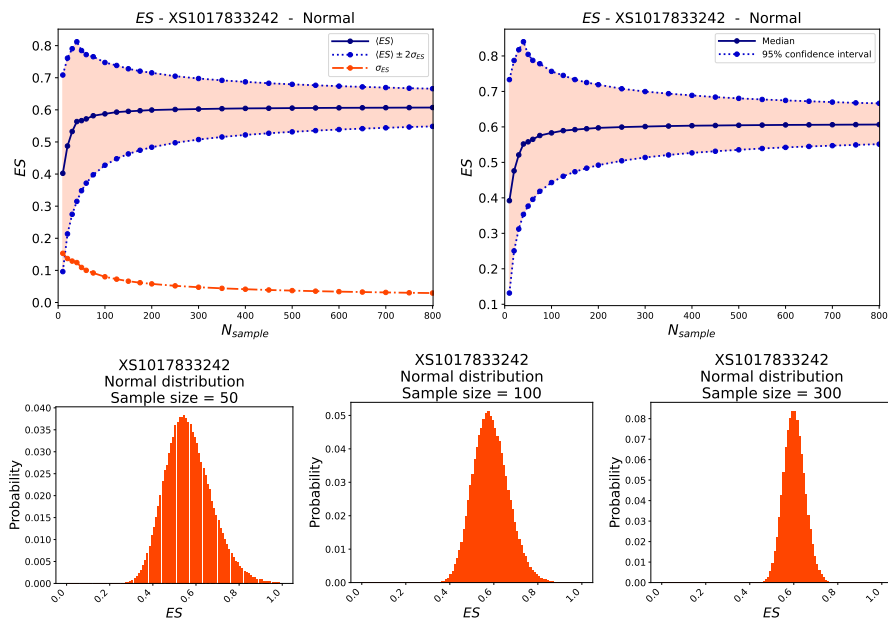 ES - XS1017833242 - Normal
0.8
0.7
0.6
0.5
0.4
0.3
0.2
0.1
0.0
ES
⟨ES⟩
⟨ES⟩ ± 2σES
σES
0 100 200 300 400 500 600 700 800
Nsample
ES - XS1017833242 - Normal
0.8
0.7
0.6
0.5
0.4
0.3
0.2
0.1
ES
Median
95% confidence interval
0 100 200 300 400 500 600 700 800
Nsample
XS1017833242
Normal distribution
Sample size = 50
0.040
0.035
0.030
0.025
0.020
0.015
0.010
0.005
0.000
Probability
0.0 0.2 0.4 0.6 0.8 1.0
ES
XS1017833242
Normal distribution
Sample size = 100
0.05
0.04
0.03
0.02
0.01
0.00
Probability
0.0 0.2 0.4 0.6 0.8 1.0
ES
XS1017833242
Normal distribution
Sample size = 300
0.08
0.07
0.06
0.05
0.04
0.03
0.02
0.01
0.00
Probability
0.0 0.2 0.4 0.6 0.8 1.0
ES